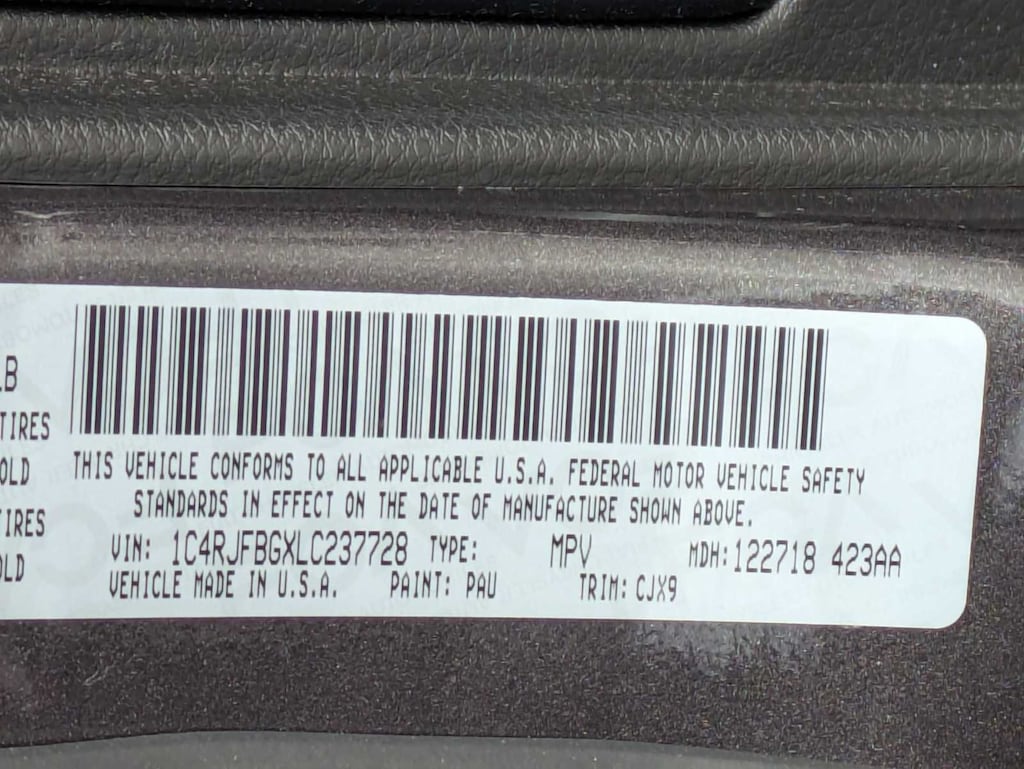 LB
TIRES
THIS VEHICLE CONFORMS TO ALL APPLICABLE U.S.A. FEDERAL MOTOR VEHICLE SAFETY
STANDARDS IN EFFECT ON THE DATE OF MANUFACTURE SHOWN ABOVE.
OLD
TIRES
VIN: 1C4RJFBGXLC237728 TYPE: MPV MDH:122718 423AA
OLD
VEHICLE MADE IN U.S.A. PAINT: PAU TRIM: CJX9